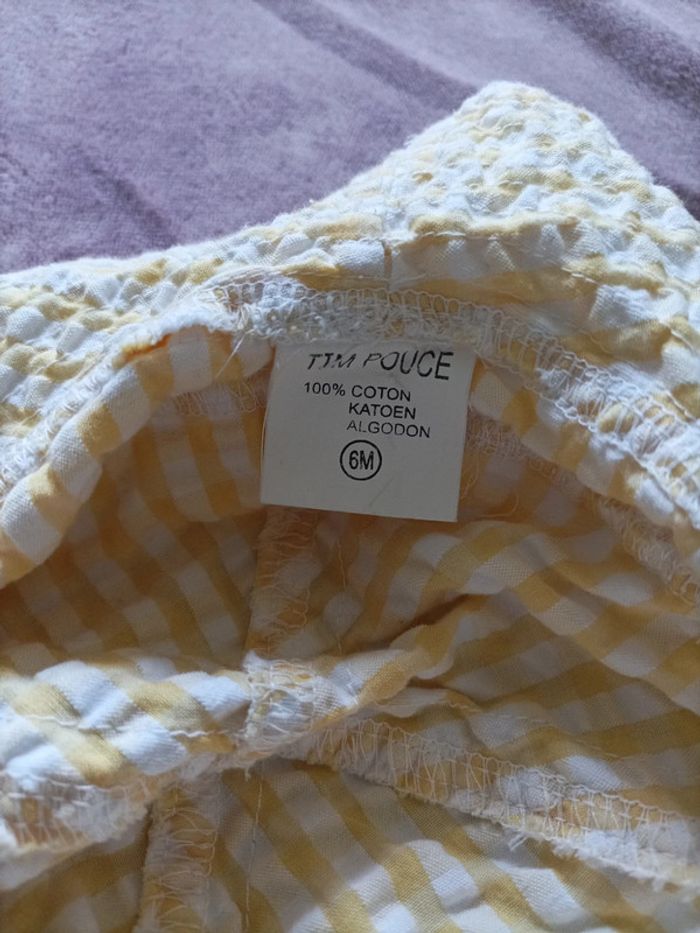 TIM POUCE
100% COTON
KATOEN
ALGODON
6M